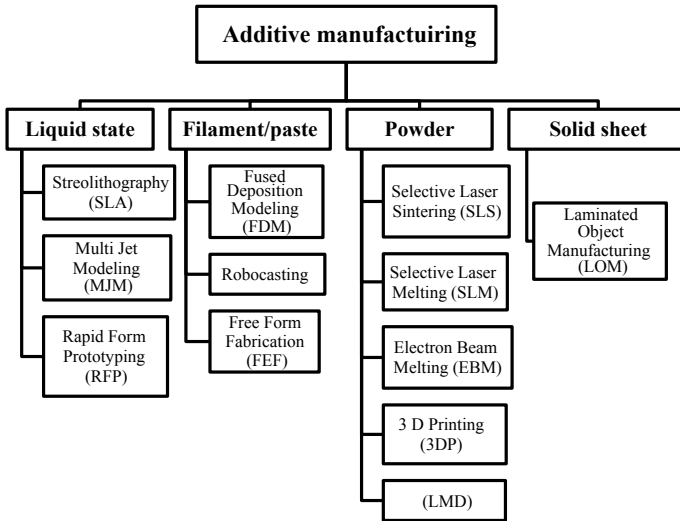 Additive manufactuiring
Liquid state
Streolithography
(SLA)
Multi Jet
Modeling
(MJM)
Rapid Form
Prototyping
(RFP)
Filament/paste
Fused
Deposition
Modeling
(FDM)
Robocasting
Free Form
Fabrication
(FEF)
Powder
Selective Laser
Sintering (SLS)
Selective Laser
Melting (SLM)
Electron Beam
Melting (EBM)
3 D Printing
(3DP)
(LMD)
Solid sheet
Laminated
Object
Manufacturing
(LOM)